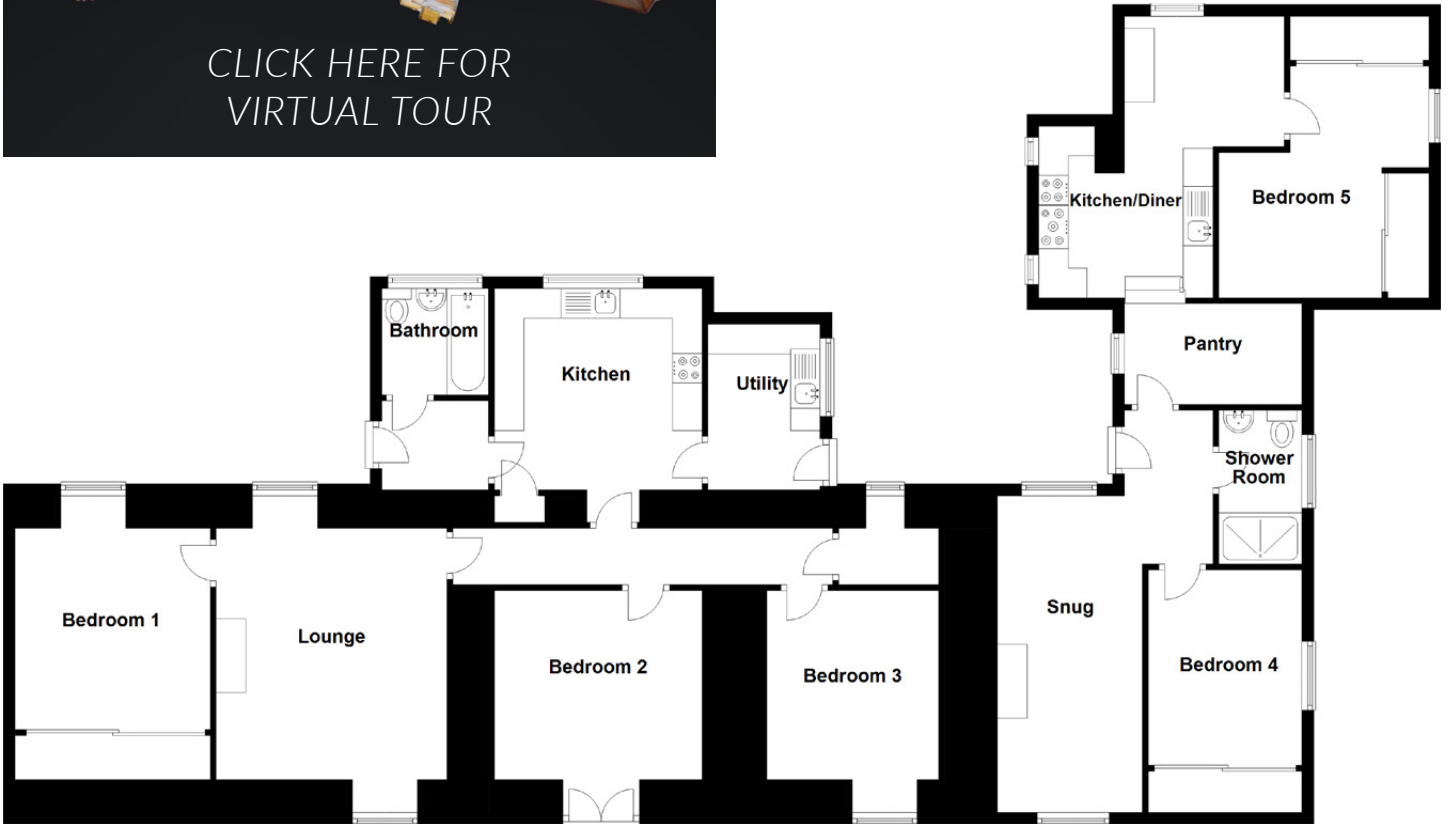 CLICK HERE FOR
VIRTUAL TOUR
Kitchen/Diner
Bedroom 5
Bathroom
Kitchen
Utility
Pantry
Shower
Room
Bedroom 1
Lounge
Bedroom 2
Bedroom 3
Snug
Bedroom 4